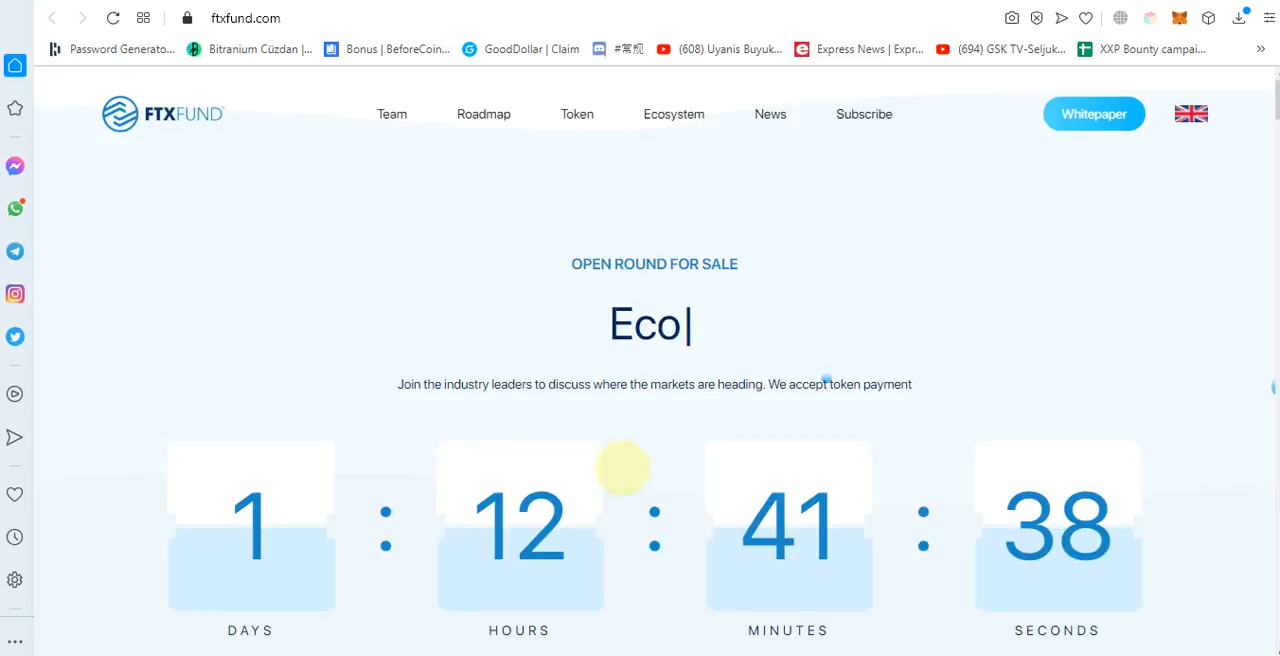 ftxfund.com
Password Generato... Bitranium Cüzdan |... Bonus | BeforeCoin... GoodDollar | Claim #常规 (608) Uyanis Buyuk... Express News | Expr... (694) GSK TV-Seljuk... XXP Bounty campai... »
FTXFUND Team Roadmap Token Ecosystem News Subscribe Whitepaper
OPEN ROUND FOR SALE
Eco|
Join the industry leaders to discuss where the markets are heading. We accept token payment
1 : 12 : 41 : 38
DAYS HOURS MINUTES SECONDS